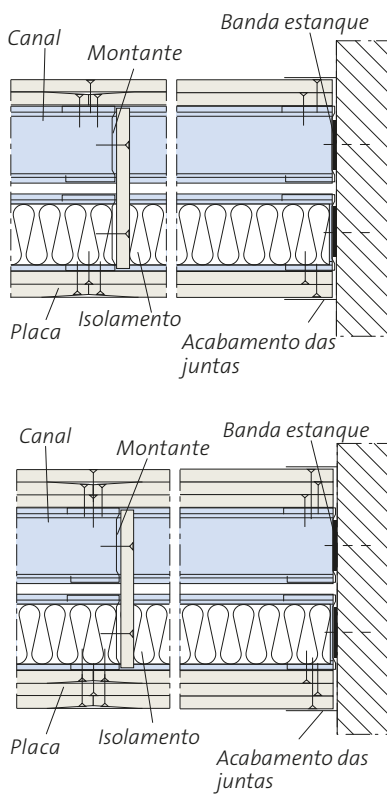 Banda estanque
Canal
Montante
Placa
Isolamento
Acabamento das
juntas
Banda estanque
Canal
Montante
Placa
Isolamento
Acabamento das
juntas